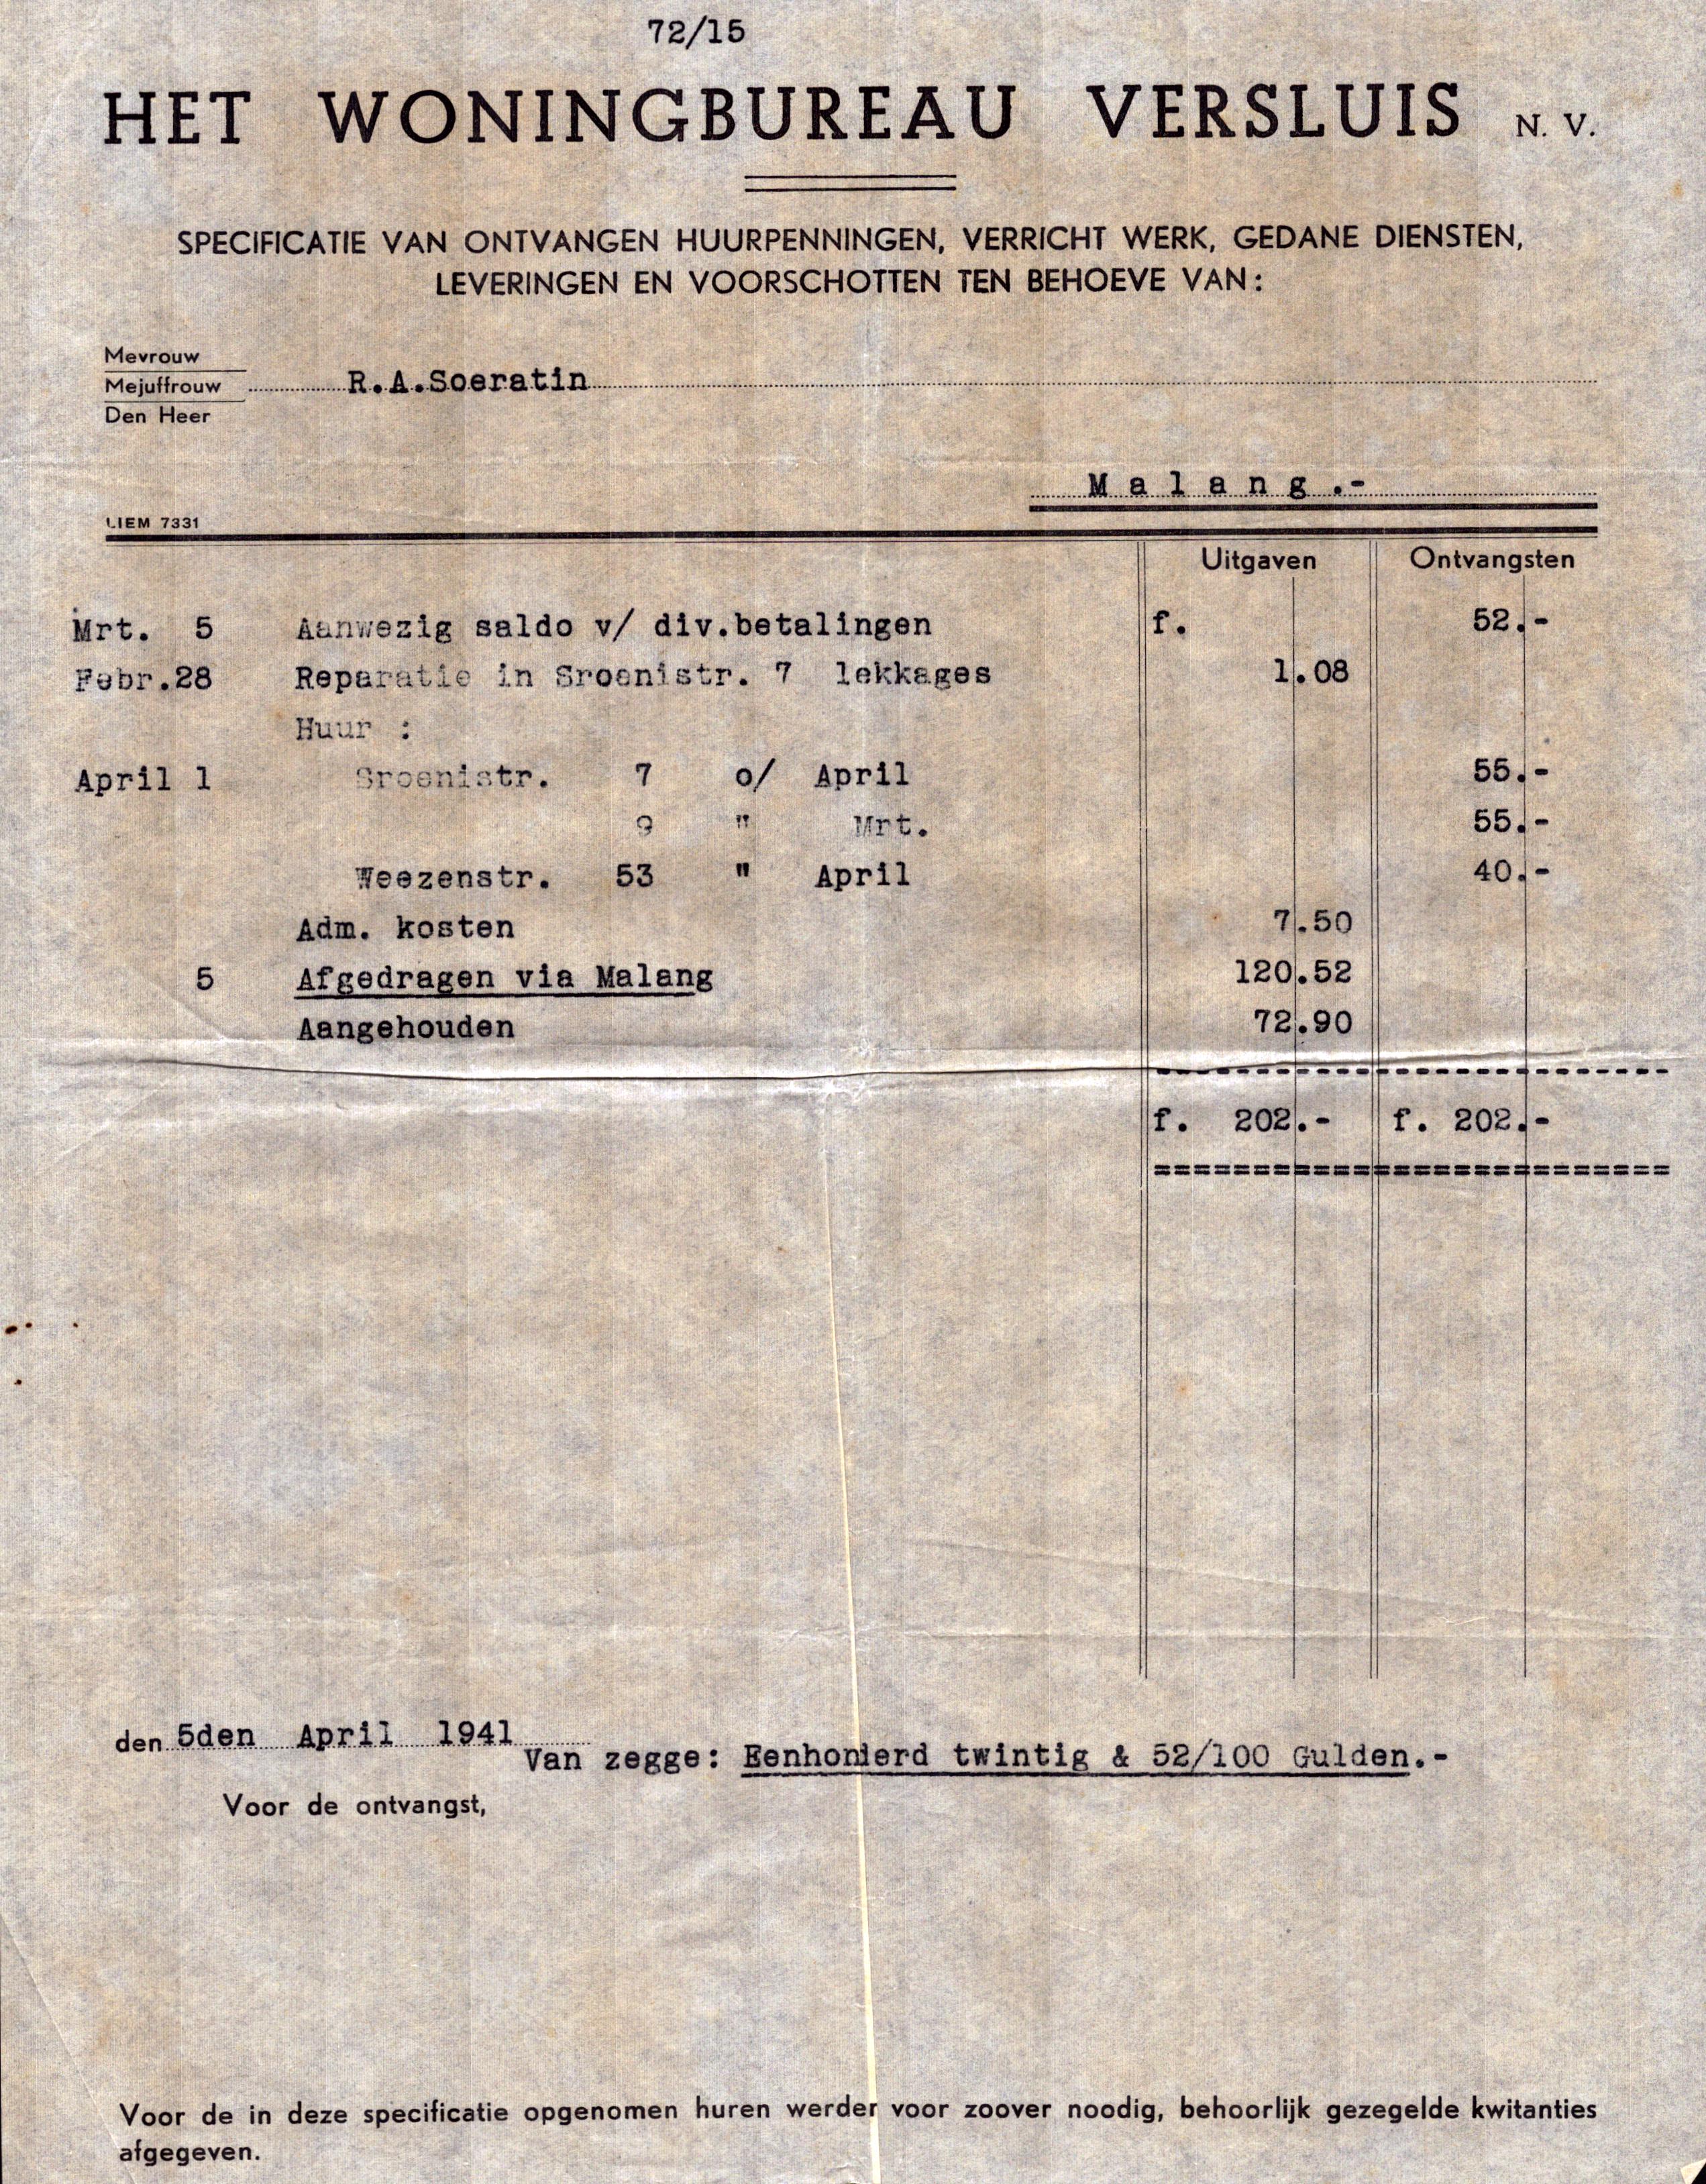 72/15
HET WONINGBUREAU VERSLUIS N. V.
SPECIFICATIE VAN ONTVANGEN HUURPENNINGEN, VERRICHT WERK, GEDANE DIENSTEN,
LEVERINGEN EN VOORSCHOTTEN TEN BEHOEVE VAN:
Mevrouw
Mejuffrouw R.A.Soeratin
Den Heer
M a l a n g .-
LIEM 7331
Uitgaven Ontvangsten
Mrt. 5 Aanwezig saldo v/ div.betalingen f. 52.-
Febr.28 Reparatie in Sroenistr. 7 lekkages 1.08
Huur :
April 1 Sroenistr. 7 o/ April 55.-
9 " Mrt. 55.-
Weezenstr. 53 " April 40.-
Adm. kosten 7.50
5 Afgedragen via Malang 120.52
Aangehouden 72.90
f. 202.- f. 202.-
den 5den April 1941
Van zegge: Eenhonderd twintig & 52/100 Gulden.-
Voor de ontvangst,
Voor de in deze specificatie opgenomen huren werden voor zoover noodig, behoorlijk gezegelde kwitanties
afgegeven.